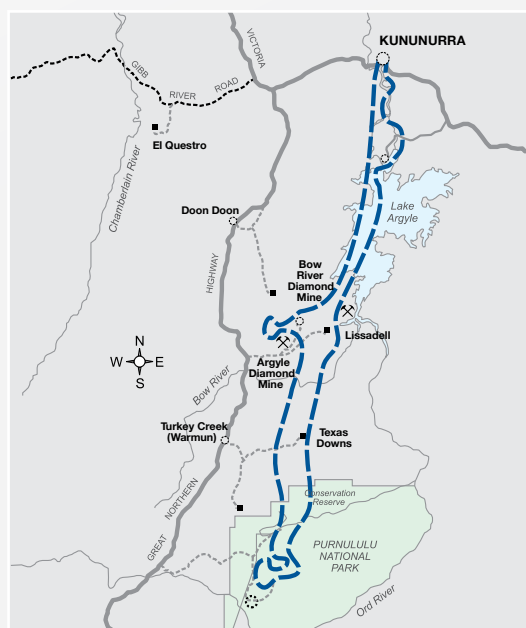 KUNUNURRA
VICTORIA
GIBB
RIVER
ROAD
El Questro
Chamberlain River
Lake
Argyle
Doon Doon
HIGHWAY
Bow
River
Diamond
Mine
Lissadell
Argyle
Diamond
Mine
N
W E
S
Bow River
Turkey Creek
(Warmun)
Texas
Downs
NORTHERN
GREAT
Conservation
Reserve
PURNULULU
NATIONAL
PARK
Ord River